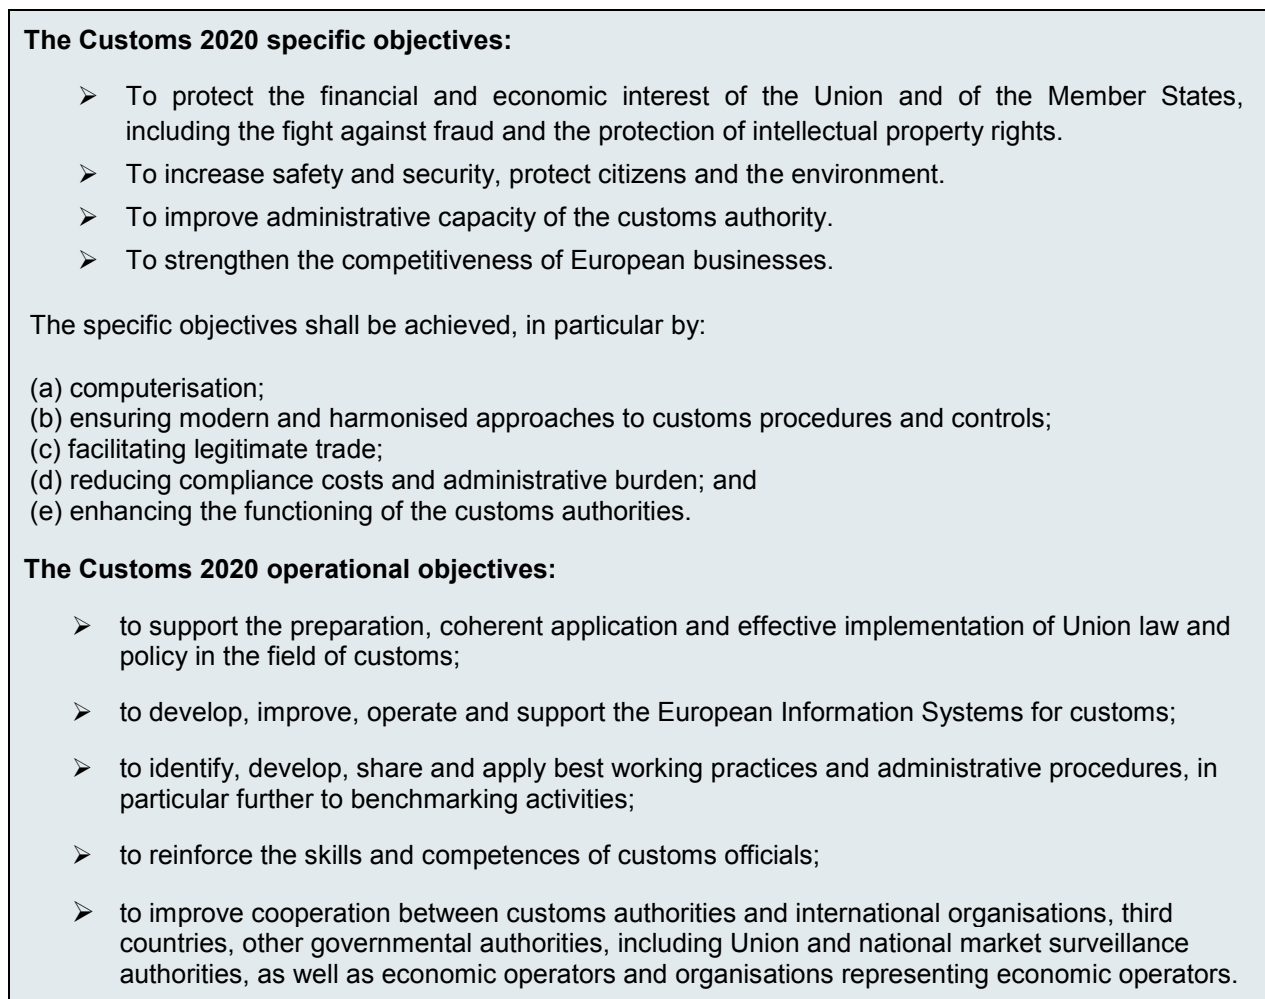 The Customs 2020 specific objectives:
➢ To protect the financial and economic interest of the Union and of the Member States,
including the fight against fraud and the protection of intellectual property rights.
➢ To increase safety and security, protect citizens and the environment.
➢ To improve administrative capacity of the customs authority.
➢ To strengthen the competitiveness of European businesses.
The specific objectives shall be achieved, in particular by:
(a) computerisation;
(b) ensuring modern and harmonised approaches to customs procedures and controls;
(c) facilitating legitimate trade;
(d) reducing compliance costs and administrative burden; and
(e) enhancing the functioning of the customs authorities.
The Customs 2020 operational objectives:
➢ to support the preparation, coherent application and effective implementation of Union law and
policy in the field of customs;
➢ to develop, improve, operate and support the European Information Systems for customs;
➢ to identify, develop, share and apply best working practices and administrative procedures, in
particular further to benchmarking activities;
➢ to reinforce the skills and competences of customs officials;
➢ to improve cooperation between customs authorities and international organisations, third
countries, other governmental authorities, including Union and national market surveillance
authorities, as well as economic operators and organisations representing economic operators.